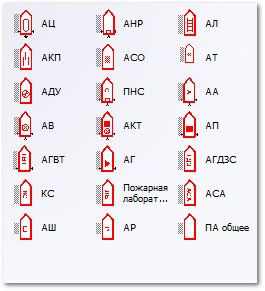 АЦ АНР АЛ
АКП АСО АТ
АДУ ПНС АА
АВ АКТ АП
АГВТ АГ АГДЗС
КС Пожарная лаборат... АСА
АШ АР ПА общее